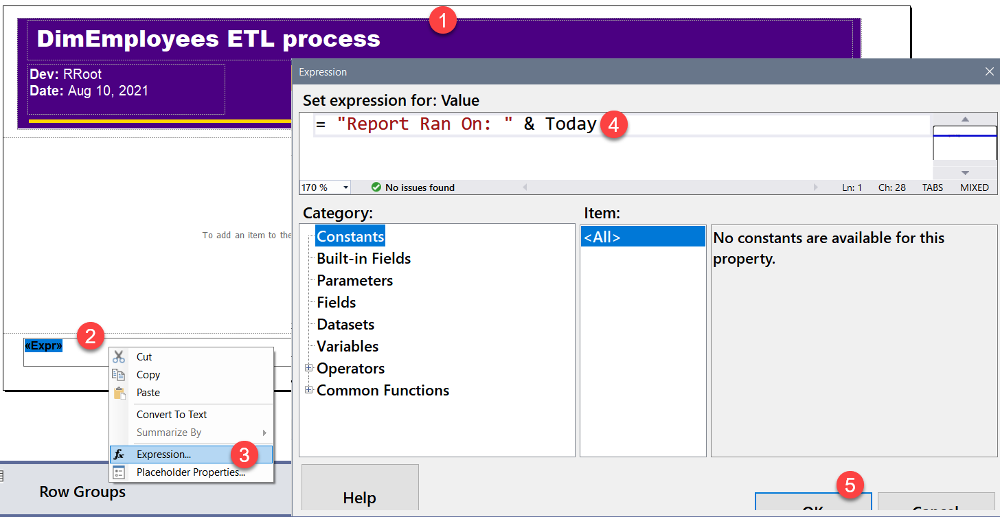 1
DimEmployees ETL process
Dev: RRoot
Date: Aug 10, 2021
To add an item to the
«Expr»
2
Cut
Copy
Paste
Convert To Text
Summarize By
Expression...
3
Placeholder Properties...
Row Groups
Expression
Set expression for: Value
= "Report Ran On: " & Today
4
170 %
No issues found
Ln: 1
Ch: 28
TABS
MIXED
Category:
Constants
Built-in Fields
Parameters
Fields
Datasets
Variables
Operators
Common Functions
Item:
<All>
No constants are available for this
property.
Help
5
OK
Cancel